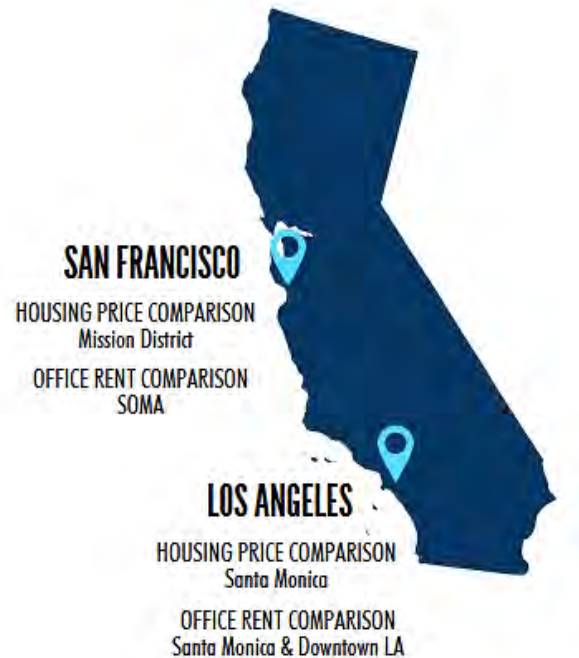 SAN FRANCISCO
HOUSING PRICE COMPARISON
Mission District
OFFICE RENT COMPARISON
SOMA
LOS ANGELES
HOUSING PRICE COMPARISON
Santa Monica
OFFICE RENT COMPARISON
Santa Monica & Downtown LA